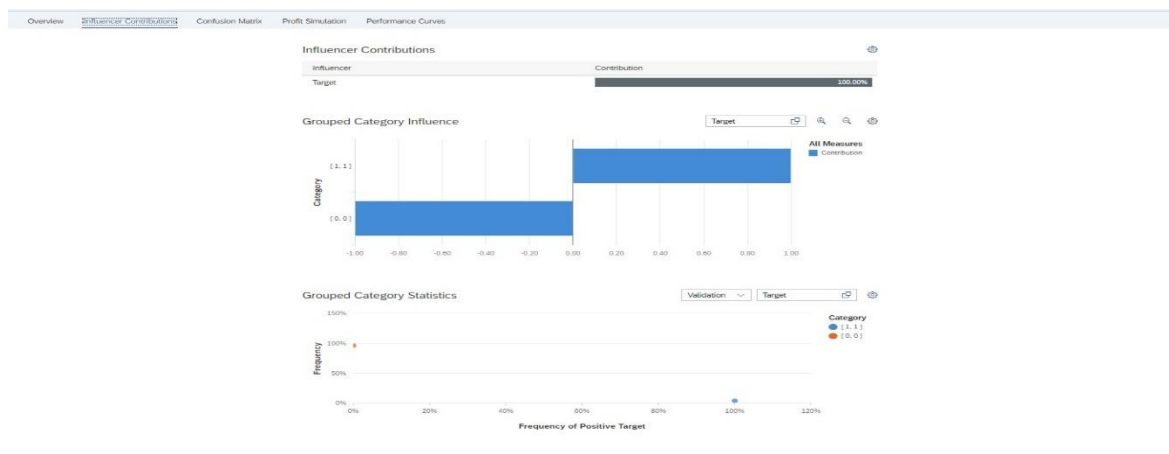 Overview Influencer Contributions Confusion Matrix Profit Simulation Performance Curves
Influencer Contributions
Influencer Contribution
Target 100.00%
Grouped Category Influence Target
All Measures
Contribution
[1,1]
Category
[0,0]
-1.00 -0.80 -0.60 -0.40 -0.20 0.00 0.20 0.40 0.60 0.80 1.00
Grouped Category Statistics Validation Target
150%
Category
[1,1]
[0,0]
100%
Frequency
50%
0%
0% 20% 40% 60% 80% 100% 120%
Frequency of Positive Target